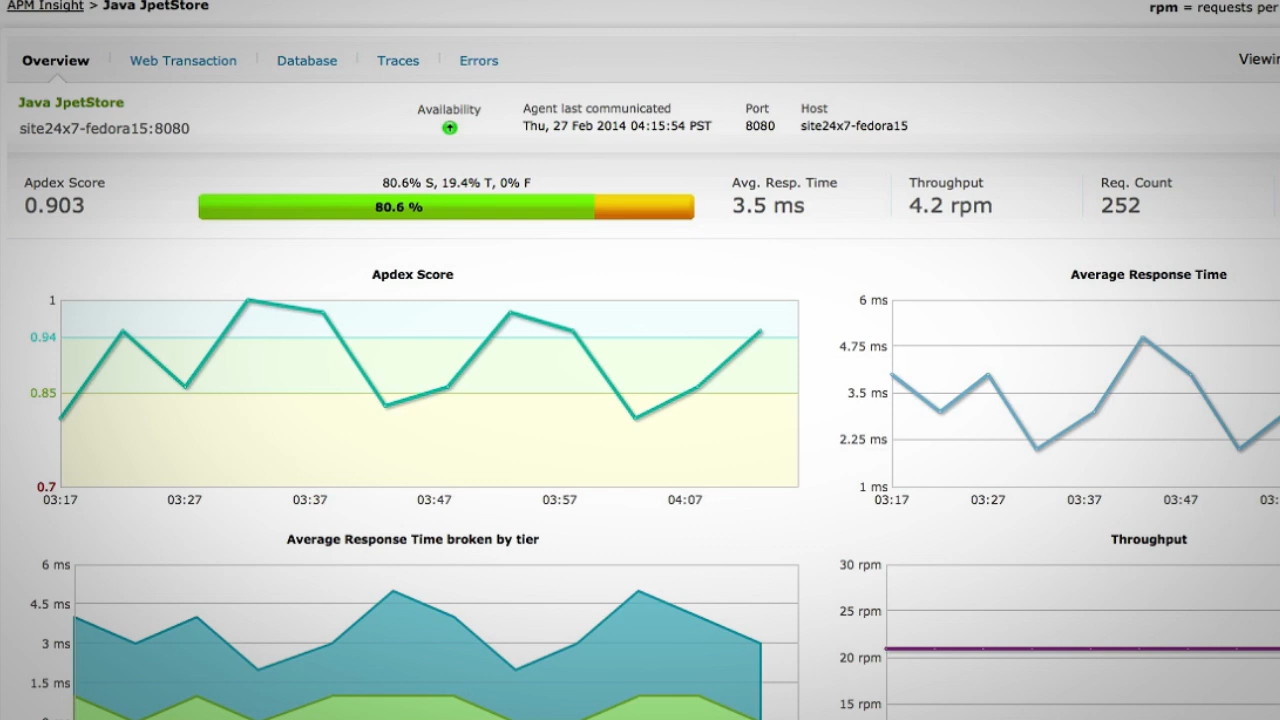 APM Insight > Java JpetStore
rpm = requests per
Overview Web Transaction Database Traces Errors
Viewin
Java JpetStore
site24x7-fedora15:8080
Availability
Agent last communicated
Thu, 27 Feb 2014 04:15:54 PST
Port
8080
Host
site24x7-fedora15
Apdex Score
0.903
80.6% S, 19.4% T, 0% F
80.6 %
Avg. Resp. Time
3.5 ms
Throughput
4.2 rpm
Req. Count
252
Apdex Score
1
0.94
0.85
0.7
03:17 03:27 03:37 03:47 03:57 04:07
Average Response Time
6 ms
4.75 ms
3.5 ms
2.25 ms
1 ms
03:17 03:27 03:37 03:47 03:
Average Response Time broken by tier
6 ms
4.5 ms
3 ms
1.5 ms
Throughput
30 rpm
25 rpm
20 rpm
15 rpm